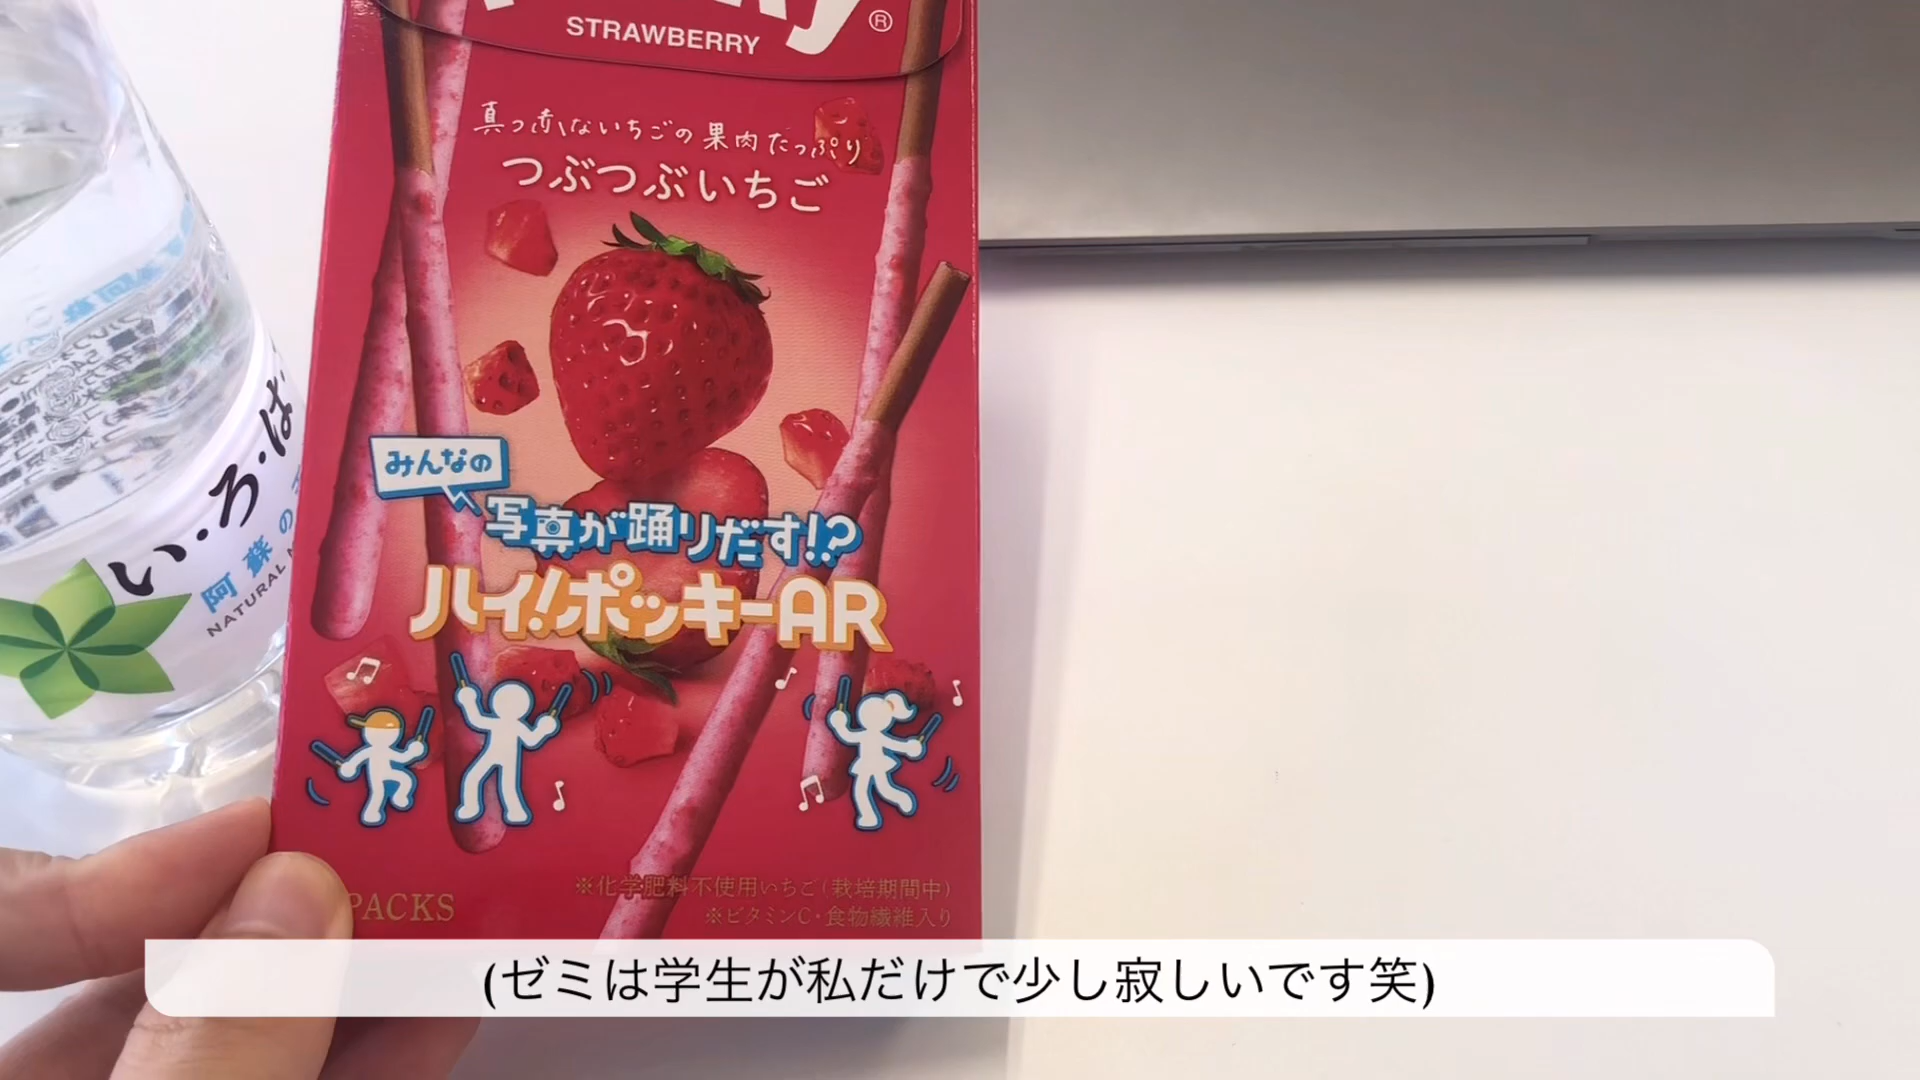 STRAWBERRY
真っ赤ないちごの果肉たっぷり
つぶつぶいちご
みんなの
写真が踊りだす!?
ハイ!ポッキーAR
PACKS
※化学肥料不使用いちご(栽培期間中)
※ビタミンC・食物繊維入り
い・ろ・は
阿蘇の
NATURAL
(ゼミは学生が私だけで少し寂しいです笑)